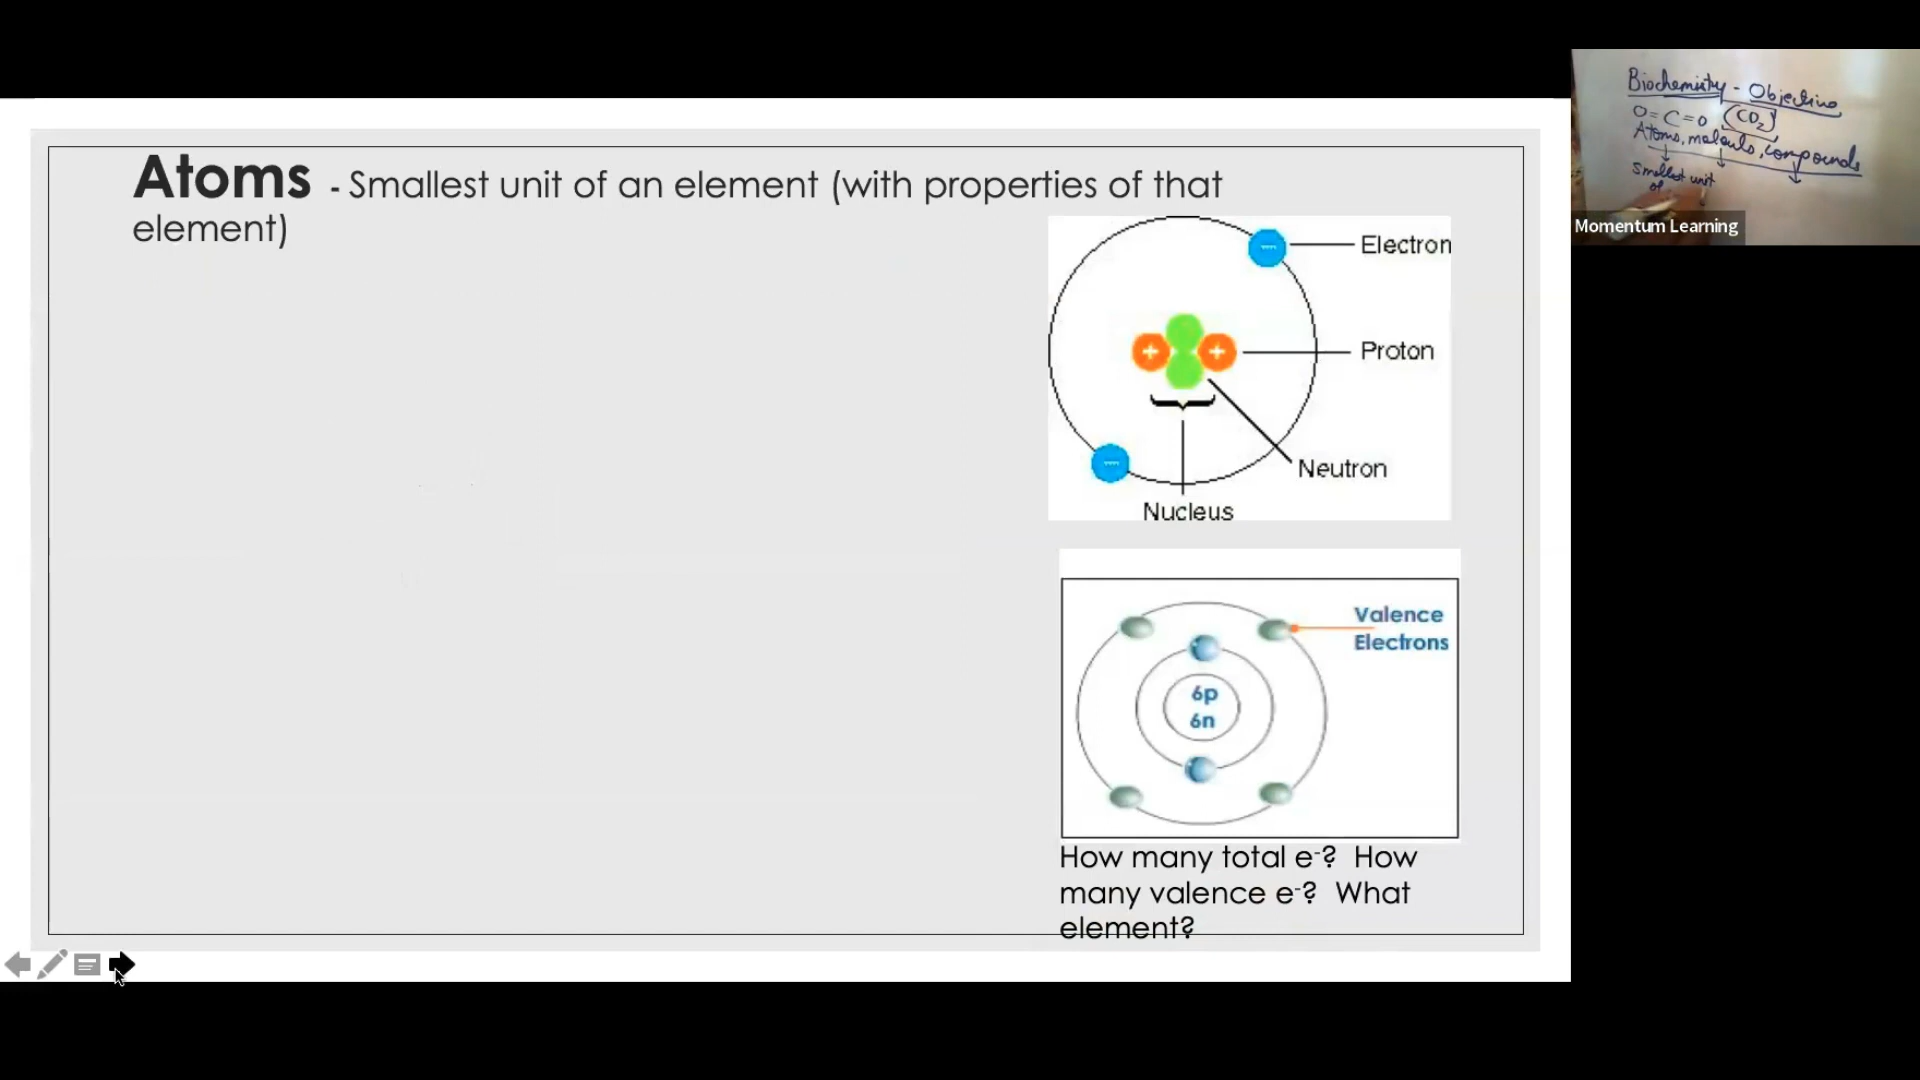 Atoms - Smallest unit of an element (with properties of that
element)
Electron
Proton
Neutron
Nucleus
Valence
Electrons
6p
6n
How many total e-? How
many valence e-? What
element?
Biochemistry - Objective
O=C=O (CO2)
Atoms, molecules, compounds
Smallest unit
of
Momentum Learning